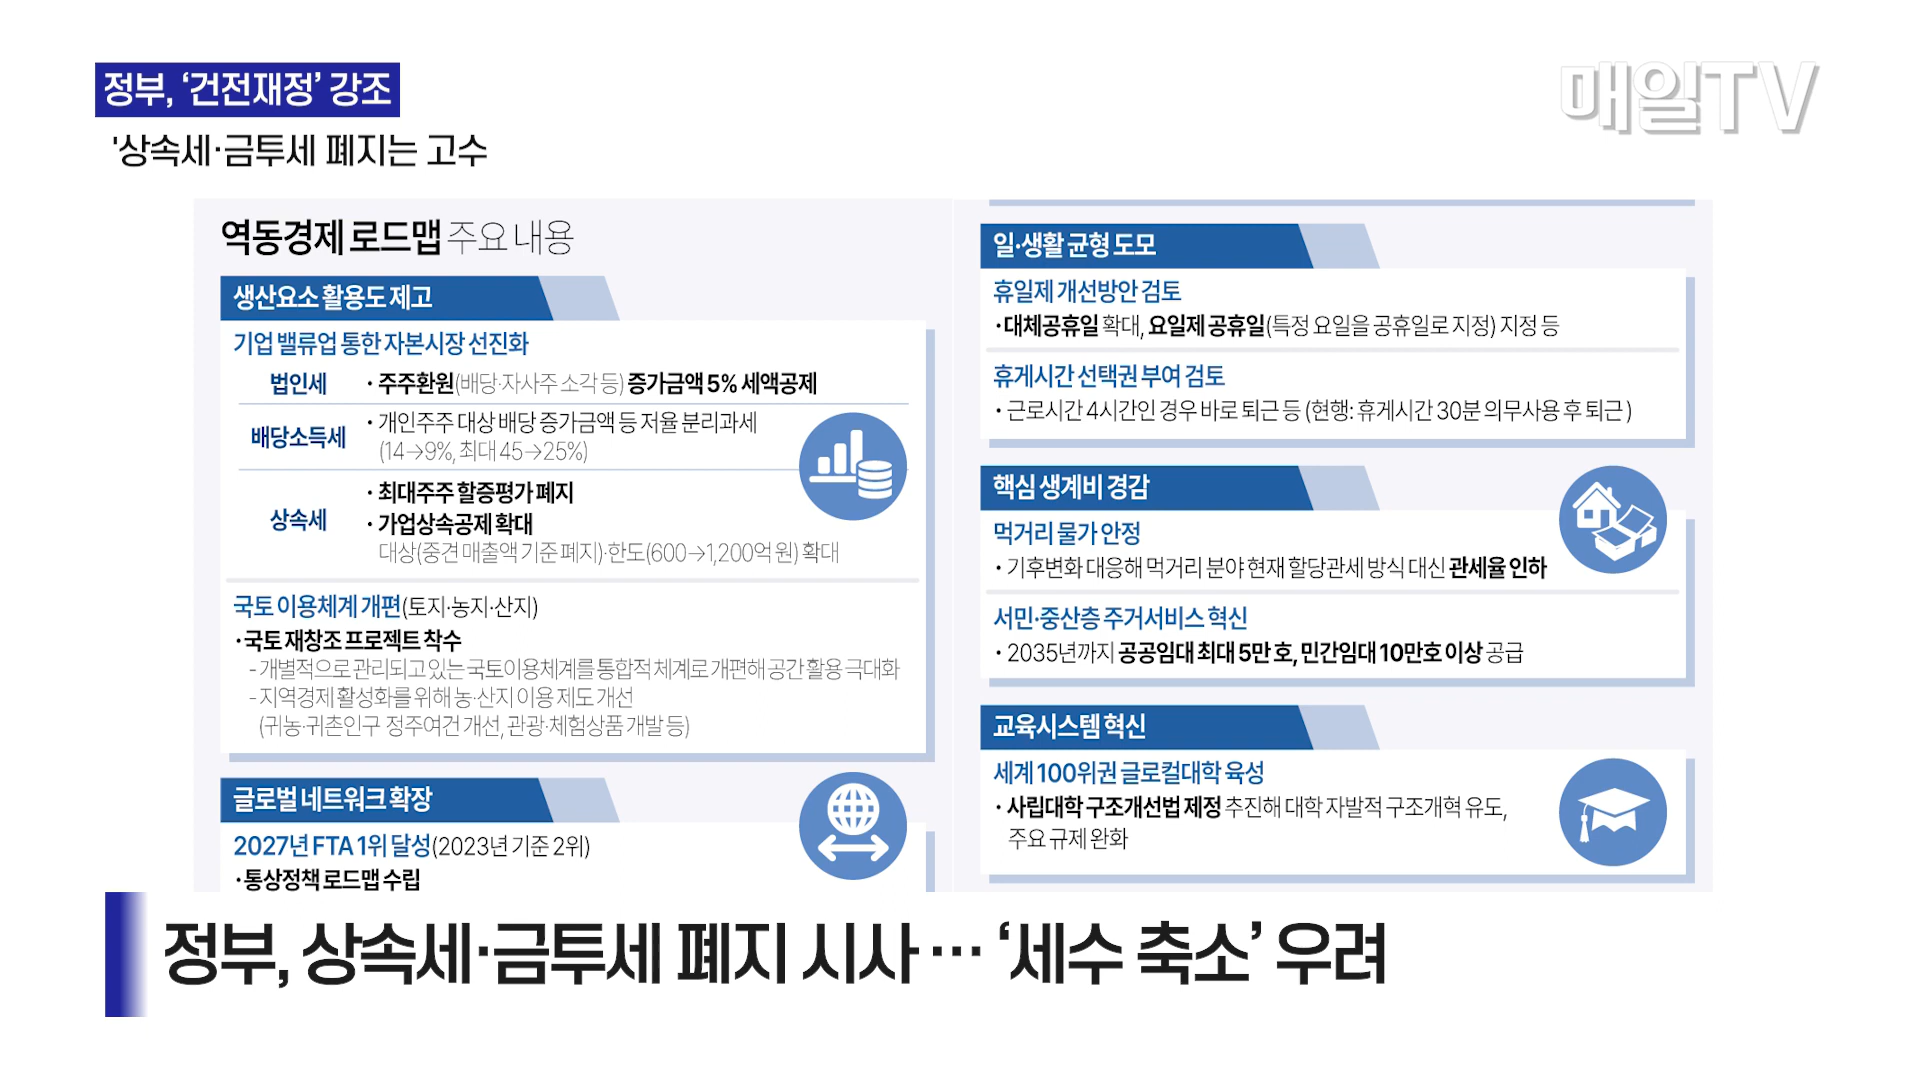 정부, ‘건전재정’ 강조
'상속세·금투세 폐지는 고수
매일TV
역동경제 로드맵 주요 내용
생산요소 활용도 제고
기업 밸류업 통한 자본시장 선진화
법인세
· 주주환원(배당·자사주 소각 등) 증가금액 5% 세액공제
배당소득세
· 개인주주 대상 배당 증가금액 등 저율 분리과세
(14→9%, 최대 45→25%)
상속세
· 최대주주 할증평가 폐지
· 가업상속공제 확대
대상(중견 매출액 기준 폐지)·한도(600→1,200억 원) 확대
국토 이용체계 개편(토지·농지·산지)
· 국토 재창조 프로젝트 착수
- 개별적으로 관리되고 있는 국토이용체계를 통합적 체계로 개편해 공간 활용 극대화
- 지역경제 활성화를 위해 농·산지 이용 제도 개선
(귀농·귀촌인구 정주여건 개선, 관광·체험상품 개발 등)
글로벌 네트워크 확장
2027년 FTA 1위 달성(2023년 기준 2위)
· 통상정책 로드맵 수립
일·생활 균형 도모
휴일제 개선방안 검토
· 대체공휴일 확대, 요일제 공휴일(특정 요일을 공휴일로 지정) 지정 등
휴게시간 선택권 부여 검토
· 근로시간 4시간인 경우 바로 퇴근 등 (현행: 휴게시간 30분 의무사용 후 퇴근 )
핵심 생계비 경감
먹거리 물가 안정
· 기후변화 대응해 먹거리 분야 현재 할당관세 방식 대신 관세율 인하
서민·중산층 주거서비스 혁신
· 2035년까지 공공임대 최대 5만 호, 민간임대 10만호 이상 공급
교육시스템 혁신
세계 100위권 글로컬대학 육성
· 사립대학 구조개선법 제정 추진해 대학 자발적 구조개혁 유도,
주요 규제 완화
정부, 상속세·금투세 폐지 시사… ‘세수 축소’ 우려